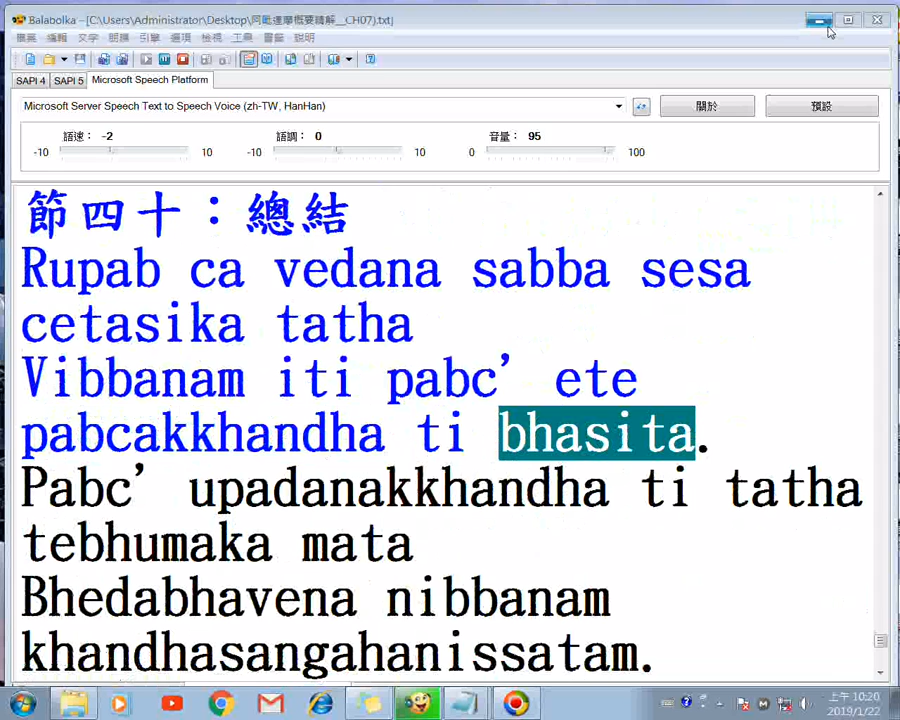 Balabolka - [C:\Users\Administrator\Desktop\阿毗達摩概要精解__CH07).txt]
檔案 編輯 文字 朗讀 引擎 選項 檢視 工具 書籤 說明
SAPI 4 SAPI 5 Microsoft Speech Platform
Microsoft Server Speech Text to Speech Voice (zh-TW, HanHan) 關於 預設
語速： -2 語調： 0 音量： 95
-10 10 -10 10 0 100
節四十：總結
Rupab ca vedana sabba sesa
cetasika tatha
Vibbanam iti pabc’ ete
pabcakkhandha ti bhasita.
Pabc’ upadanakkhandha ti tatha
tebhumaka mata
Bhedabhavena nibbanam
khandhasangahanissatam.
上午 10:20
2019/1/22